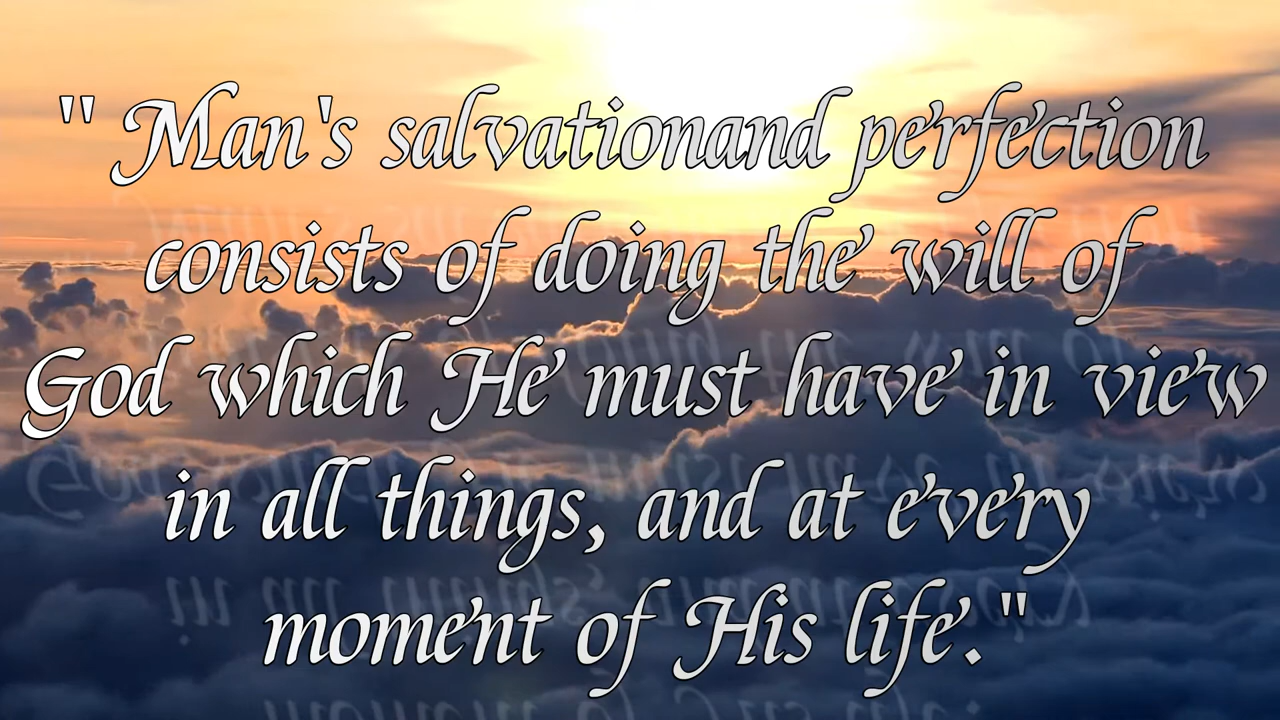 " Man's salvationand perfection
consists of doing the will of
God which He must have in view
in all things, and at every
moment of His life."